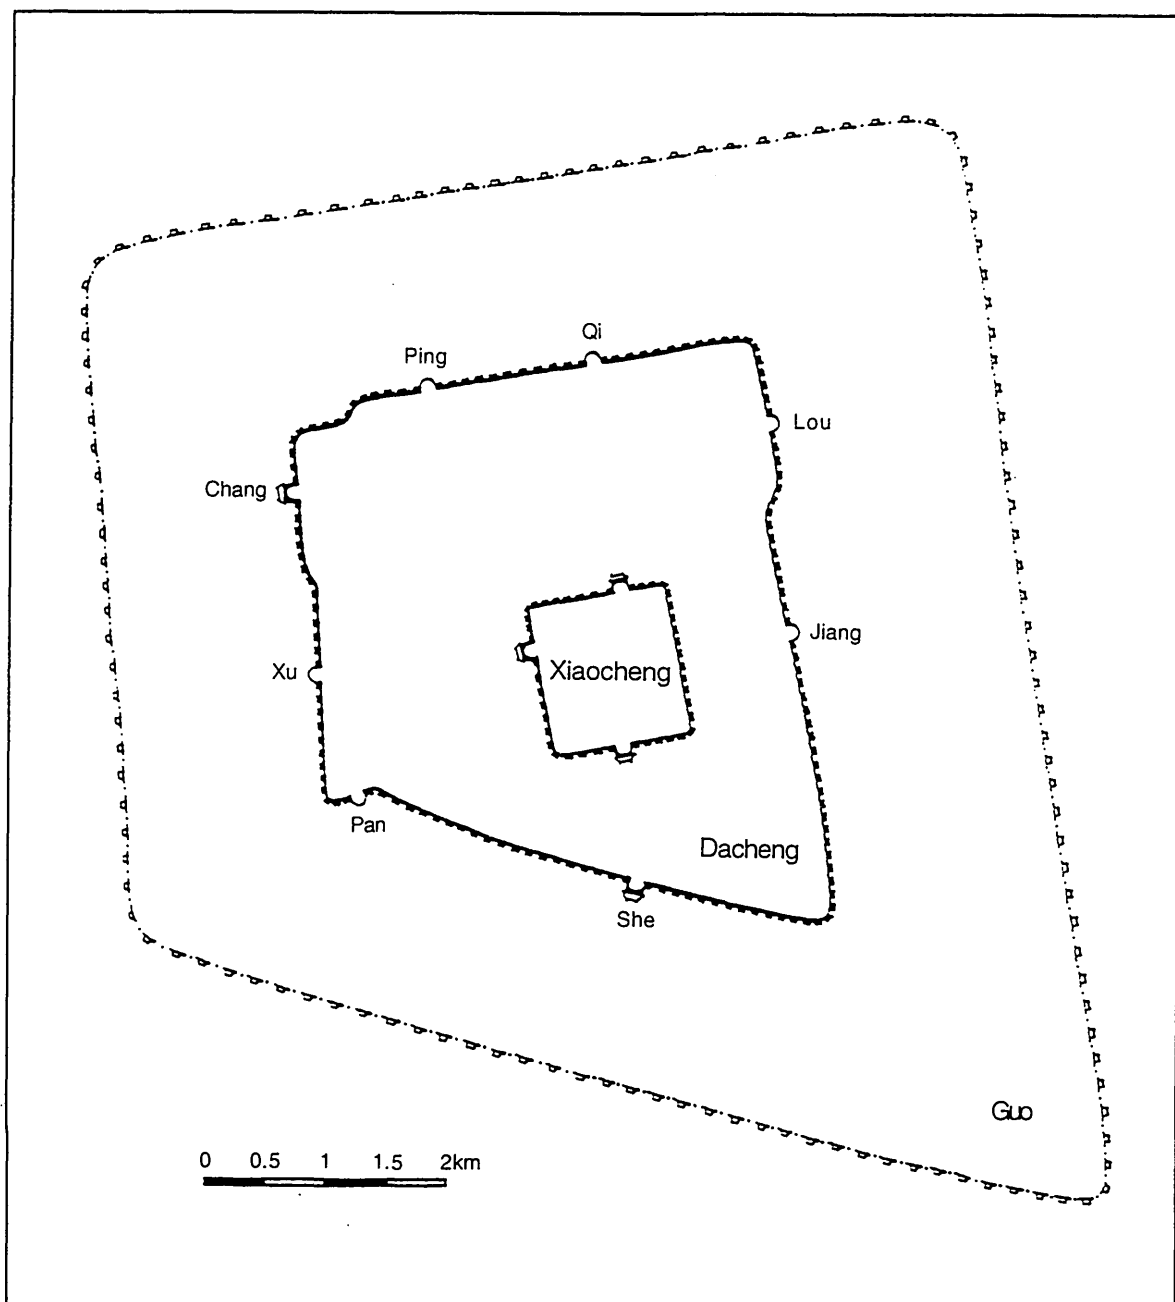 Qi
Ping
Lou
Chang
Jiang
Xiaocheng
Xu
Pan
Dacheng
She
Guo
0 0.5 1 1.5 2km